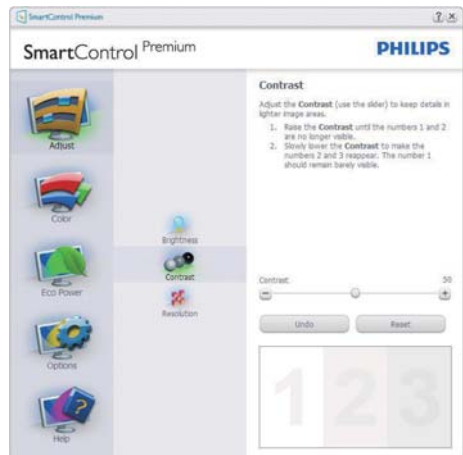 SmartControl Premium
SmartControl Premium
PHILIPS
Adjust
Color
Eco Power
Options
Help
Brightness
Contrast
Resolution
Contrast
Adjust the Contrast (use the slider) to keep details in
lighter image areas.
1. Raise the Contrast until the numbers 1 and 2
are no longer visible.
2. Slowly lower the Contrast to make the
numbers 2 and 3 reappear. The number 1
should remain barely visible.
Contrast 50
Undo Reset
1 2 3